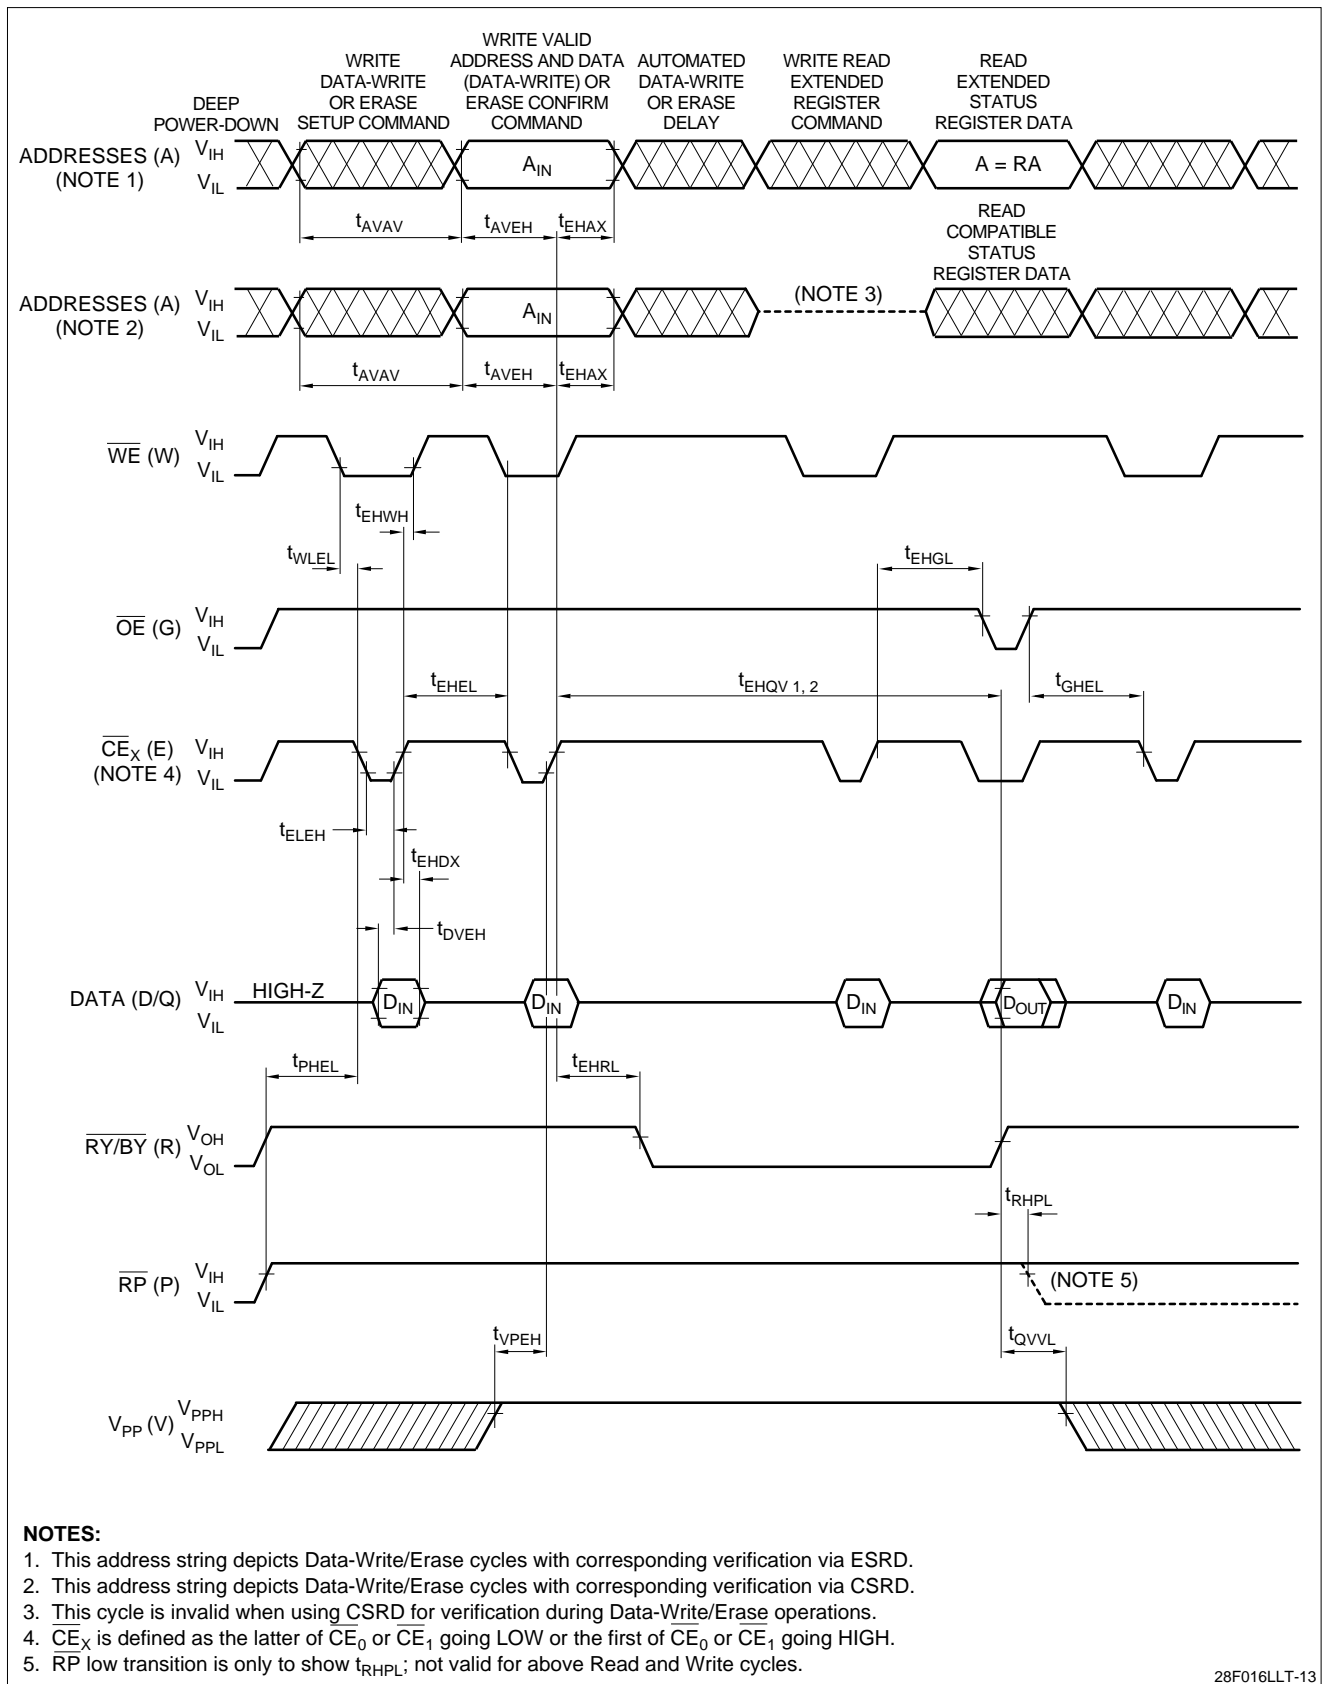 DEEP
POWER-DOWN
WRITE
DATA-WRITE
OR ERASE
SETUP COMMAND
WRITE VALID
ADDRESS AND DATA
(DATA-WRITE) OR
ERASE CONFIRM
COMMAND
AUTOMATED
DATA-WRITE
OR ERASE
DELAY
WRITE READ
EXTENDED
REGISTER
COMMAND
READ
EXTENDED
STATUS
REGISTER DATA
ADDRESSES (A)
(NOTE 1)
VIH
VIL
AIN
A = RA
tAVAV
tAVEH
tEHAX
READ
COMPATIBLE
STATUS
REGISTER DATA
ADDRESSES (A)
(NOTE 2)
VIH
VIL
AIN
(NOTE 3)
tAVAV
tAVEH
tEHAX
WE (W)
VIH
VIL
tEHWH
tWLEL
tEHGL
OE (G)
VIH
VIL
tEHEL
tEHQV 1, 2
tGHEL
CEX (E)
(NOTE 4)
VIH
VIL
tELEH
tEHDX
tDVEH
DATA (D/Q)
VIH
VIL
HIGH-Z
DIN
DIN
DIN
DOUT
DIN
tPHEL
tEHRL
RY/BY (R)
VOH
VOL
tRHPL
RP (P)
VIH
VIL
(NOTE 5)
tVPEH
tQVVL
VPP (V)
VPPH
VPPL
NOTES:
1. This address string depicts Data-Write/Erase cycles with corresponding verification via ESRD.
2. This address string depicts Data-Write/Erase cycles with corresponding verification via CSRD.
3. This cycle is invalid when using CSRD for verification during Data-Write/Erase operations.
4. CEX is defined as the latter of CE0 or CE1 going LOW or the first of CE0 or CE1 going HIGH.
5. RP low transition is only to show tRHPL; not valid for above Read and Write cycles.
28F016LLT-13